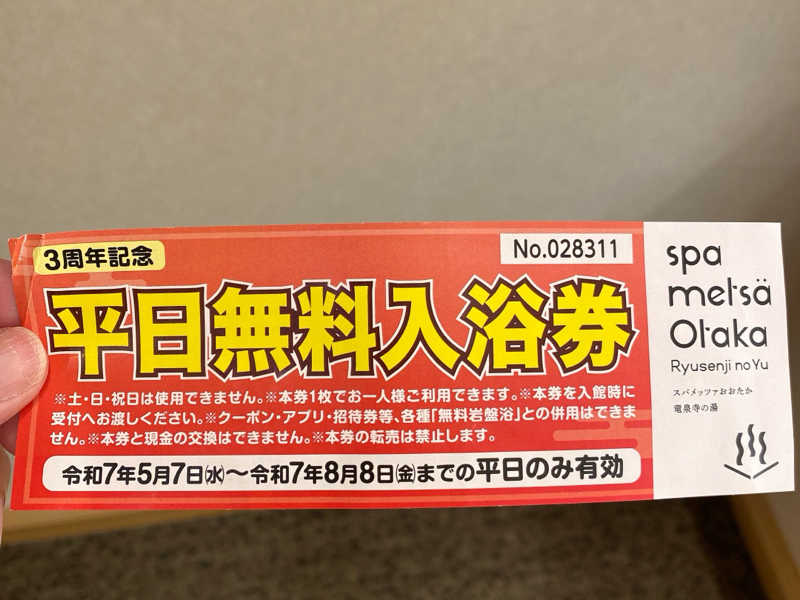 3周年記念
No.028311
平日無料入浴券
※土・日・祝日は使用できません。※本券1枚でお一人様ご利用できます。※本券を入館時に
受付へお渡しください。※クーポン・アプリ・招待券等、各種「無料岩盤浴」との併用はできま
せん。※本券と現金の交換はできません。※本券の転売は禁止します。
令和7年5月7日㈬〜令和7年8月8日㈮までの平日のみ有効
spa
metsä
Otaka
Ryusenji no Yu
スパメッツァおおたか
竜泉寺の湯